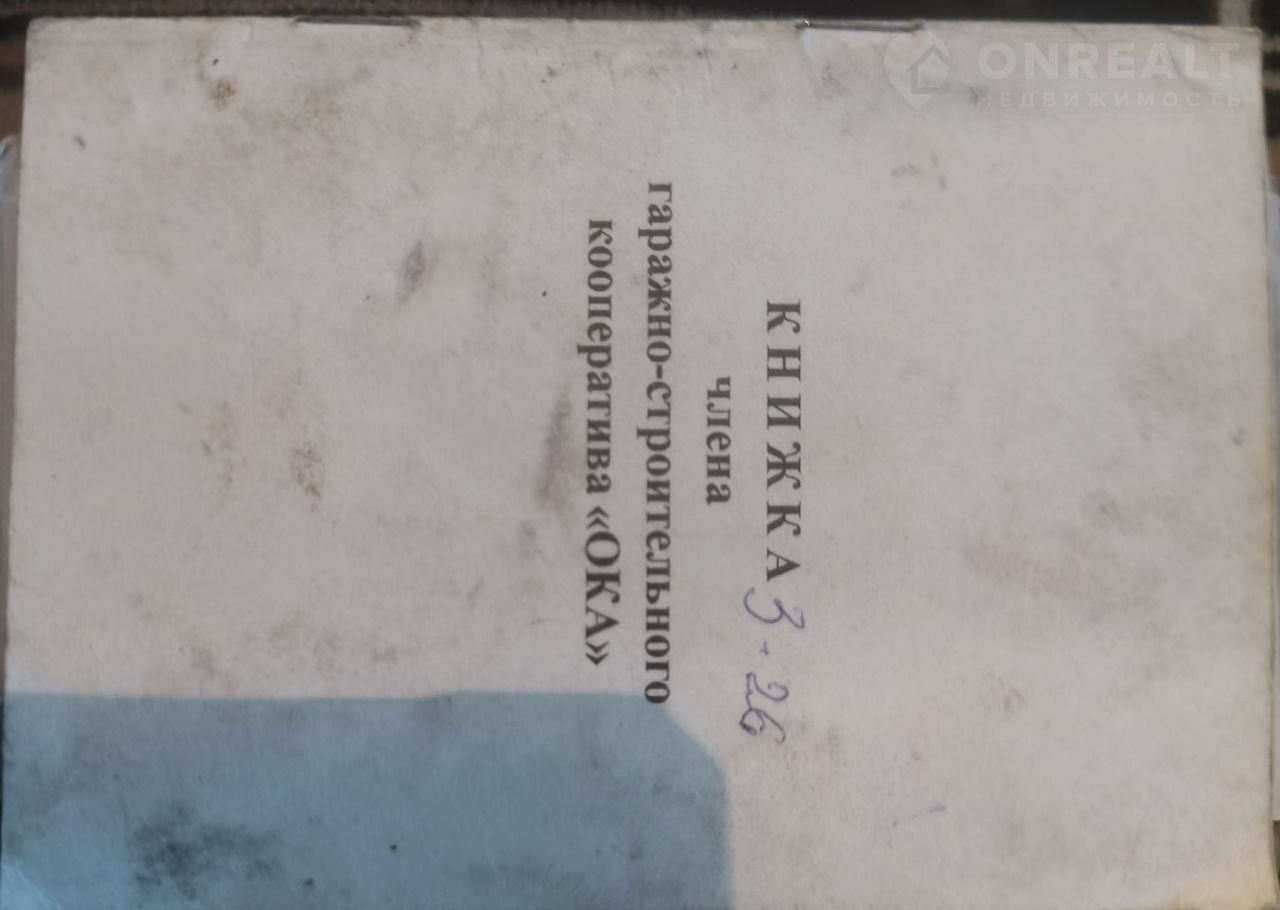 ONREALT
НЕДВИЖИМОСТЬ
КНИЖКА 3-26
члена
гаражно-строительного
кооператива «ОКА»